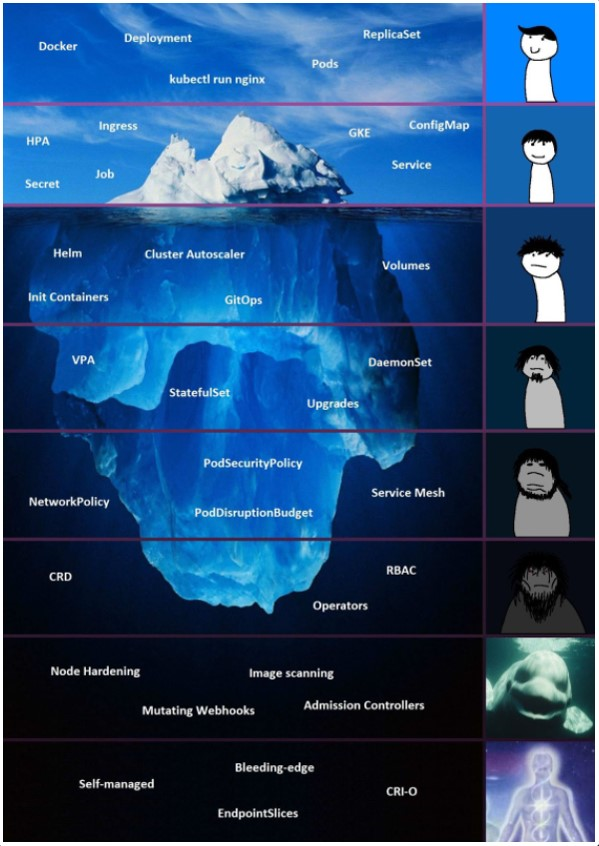 Docker
Deployment
ReplicaSet
Pods
kubectl run nginx
HPA
Ingress
GKE
ConfigMap
Secret
Job
Service
Helm
Cluster Autoscaler
Volumes
Init Containers
GitOps
VPA
DaemonSet
StatefulSet
Upgrades
PodSecurityPolicy
Service Mesh
NetworkPolicy
PodDisruptionBudget
CRD
RBAC
Operators
Node Hardening
Image scanning
Mutating Webhooks
Admission Controllers
Bleeding-edge
Self-managed
CRI-O
EndpointSlices